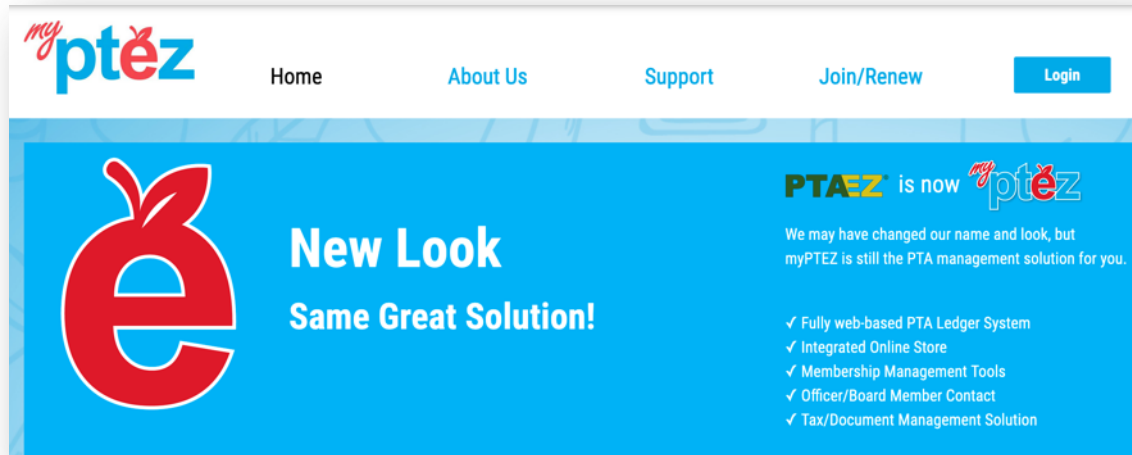 my ptez
Home About Us Support Join/Renew Login
e
New Look
Same Great Solution!
PTAEZ® is now my ptez
We may have changed our name and look, but
myPTEZ is still the PTA management solution for you.
✓ Fully web-based PTA Ledger System
✓ Integrated Online Store
✓ Membership Management Tools
✓ Officer/Board Member Contact
✓ Tax/Document Management Solution